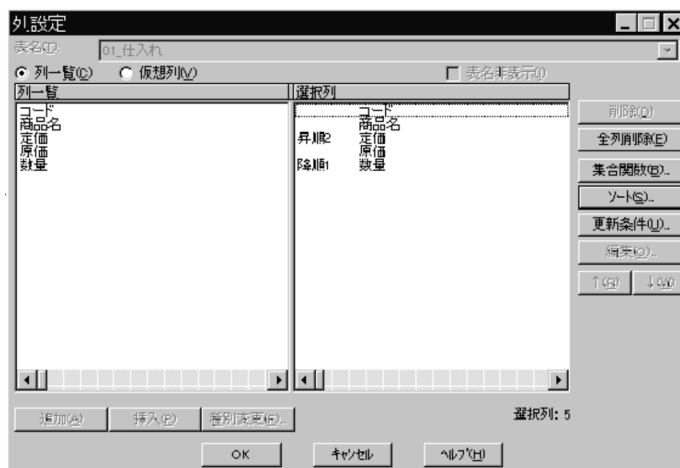 列設定
表名(T):
01_仕入れ
列一覧(C) 仮想列(V) 表名非表示(I)
列一覧 選択列
コード コード
商品名 商品名
定価 昇順2 定価
原価 原価
数量 降順1 数量
削除(D)
全列削除(E)
集合関数(B)..
ソート(S)..
更新条件(U)..
編集(O)..
↑(R) ↓(W)
追加(A) 挿入(P) 種別変更(F).. 選択列: 5
OK キャンセル ヘルプ(H)